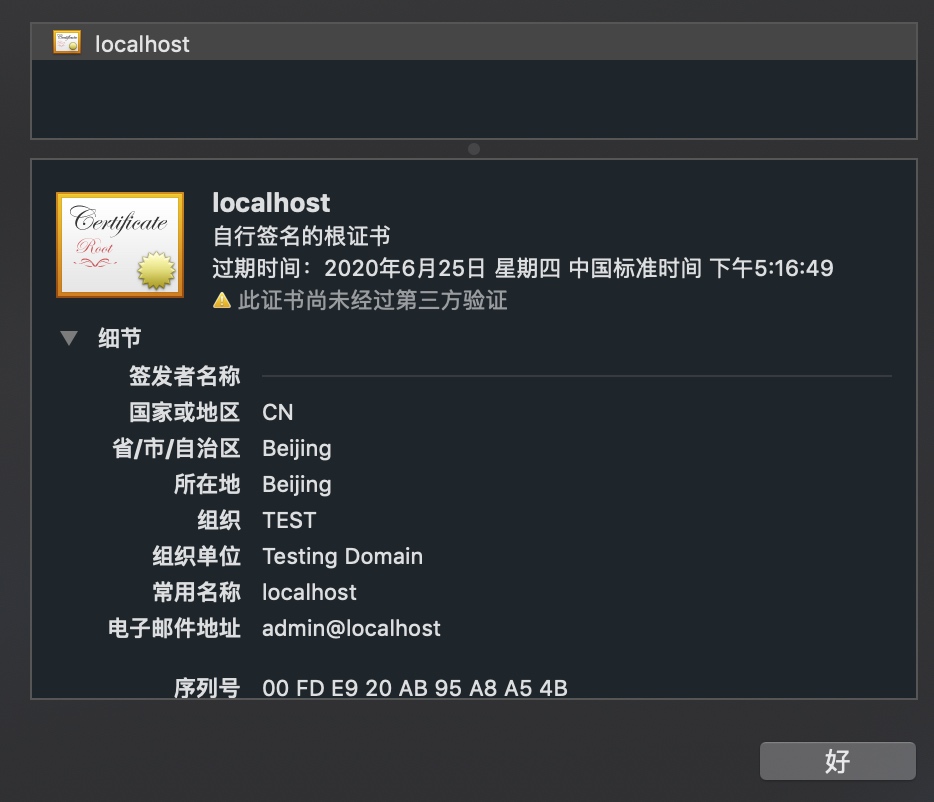 localhost
Certificate
Root
localhost
自行签名的根证书
过期时间：2020年6月25日 星期四 中国标准时间 下午5:16:49
此证书尚未经过第三方验证
细节
签发者名称
国家或地区 CN
省/市/自治区 Beijing
所在地 Beijing
组织 TEST
组织单位 Testing Domain
常用名称 localhost
电子邮件地址 admin@localhost
序列号 00 FD E9 20 AB 95 A8 A5 4B
好